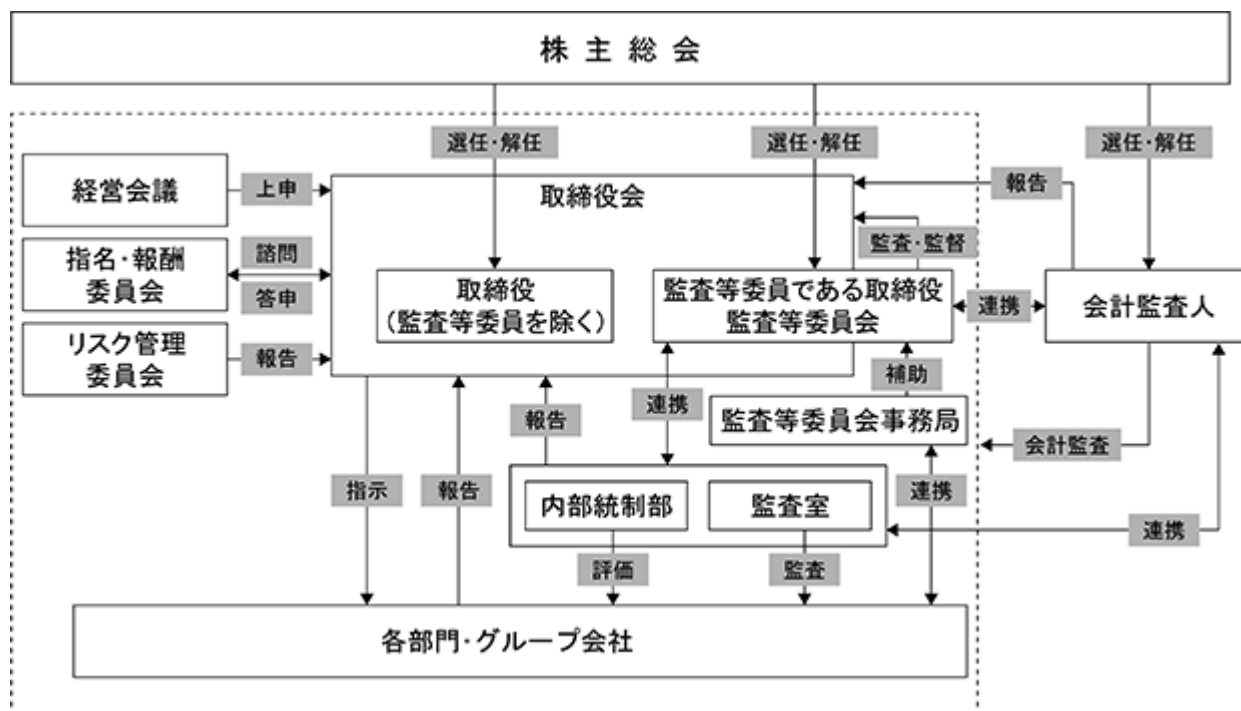 株主総会
選任・解任
選任・解任
選任・解任
経営会議
上申
取締役会
報告
指名・報酬
委員会
諮問
答申
監査・監督
取締役
(監査等委員を除く)
監査等委員である取締役
監査等委員会
連携
会計監査人
リスク管理
委員会
報告
補助
報告
連携
監査等委員会事務局
会計監査
指示
報告
内部統制部
監査室
連携
連携
評価
監査
各部門・グループ会社